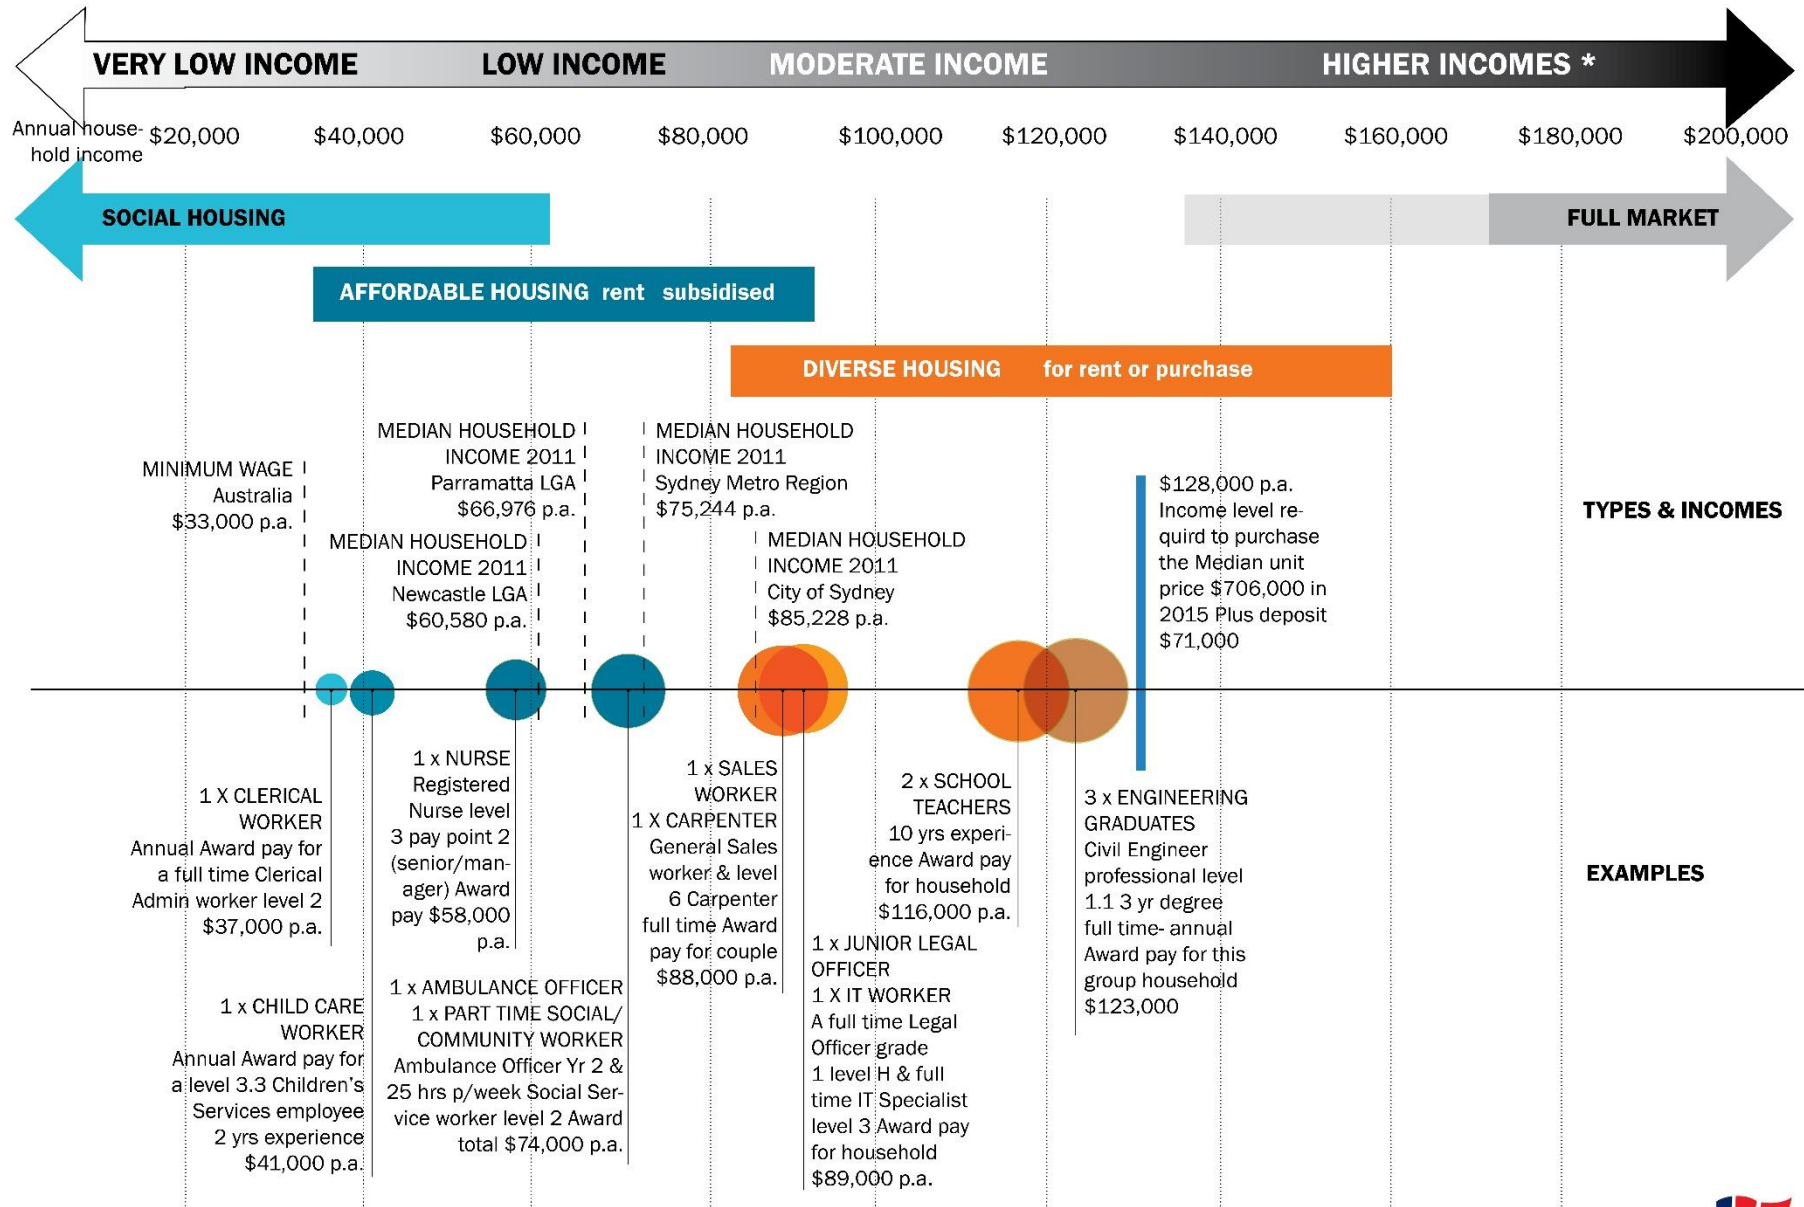 VERY LOW INCOME LOW INCOME MODERATE INCOME HIGHER INCOMES *
Annual house-
hold income
$20,000 $40,000 $60,000 $80,000 $100,000 $120,000 $140,000 $160,000 $180,000 $200,000
SOCIAL HOUSING
FULL MARKET
AFFORDABLE HOUSING rent subsidised
DIVERSE HOUSING for rent or purchase
MINIMUM WAGE
Australia
$33,000 p.a.
MEDIAN HOUSEHOLD
INCOME 2011
Newcastle LGA
$60,580 p.a.
MEDIAN HOUSEHOLD
INCOME 2011
Parramatta LGA
$66,976 p.a.
MEDIAN HOUSEHOLD
INCOME 2011
Sydney Metro Region
$75,244 p.a.
MEDIAN HOUSEHOLD
INCOME 2011
City of Sydney
$85,228 p.a.
$128,000 p.a.
Income level re-
quird to purchase
the Median unit
price $706,000 in
2015 Plus deposit
$71,000
TYPES & INCOMES
1 X CLERICAL
WORKER
Annual Award pay for
a full time Clerical
Admin worker level 2
$37,000 p.a.
1 x CHILD CARE
WORKER
Annual Award pay for
a level 3.3 Children's
Services employee
2 yrs experience
$41,000 p.a.
1 x NURSE
Registered
Nurse level
3 pay point 2
(senior/man-
ager) Award
pay $58,000
p.a.
1 x AMBULANCE OFFICER
1 x PART TIME SOCIAL/
COMMUNITY WORKER
Ambulance Officer Yr 2 &
25 hrs p/week Social Ser-
vice worker level 2 Award
total $74,000 p.a.
1 x SALES
WORKER
1 X CARPENTER
General Sales
worker & level
6 Carpenter
full time Award
pay for couple
$88,000 p.a.
1 x JUNIOR LEGAL
OFFICER
1 X IT WORKER
A full time Legal
Officer grade
1 level H & full
time IT Specialist
level 3 Award pay
for household
$89,000 p.a.
2 x SCHOOL
TEACHERS
10 yrs experi-
ence Award pay
for household
$116,000 p.a.
3 x ENGINEERING
GRADUATES
Civil Engineer
professional level
1.1 3 yr degree
full time- annual
Award pay for this
group household
$123,000
EXAMPLES